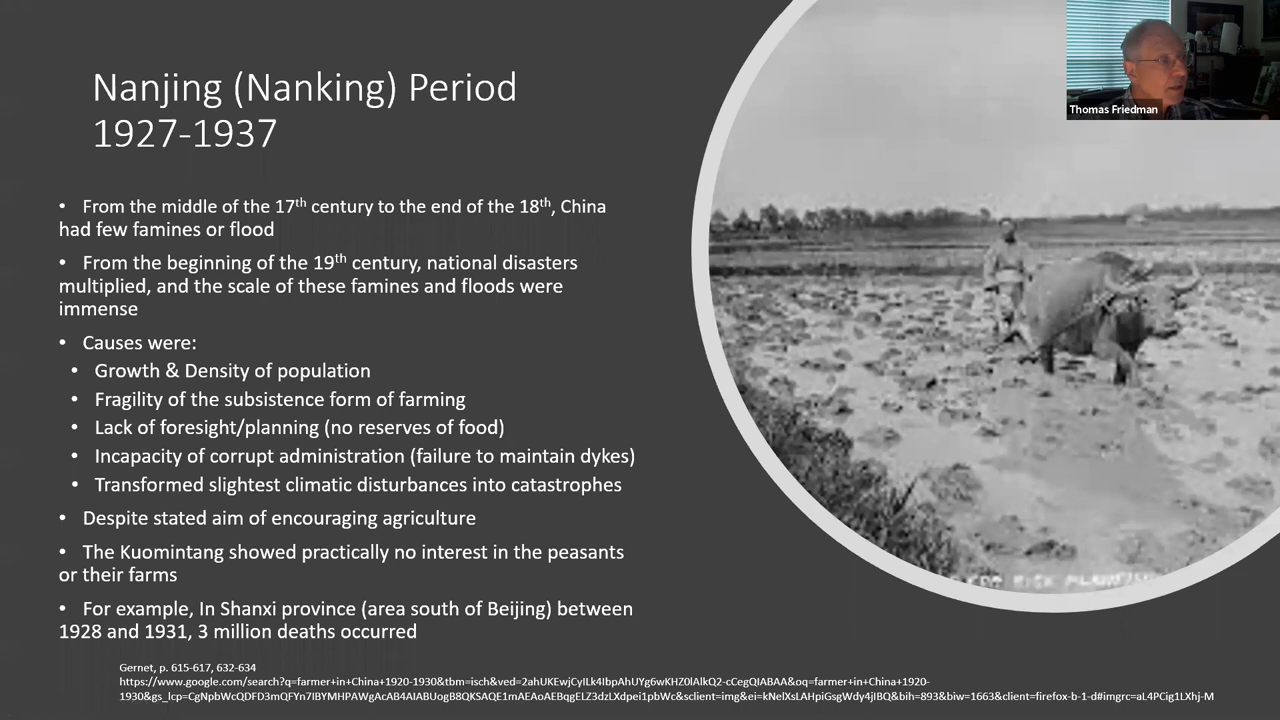 Nanjing (Nanking) Period
1927-1937
Thomas Friedman
• From the middle of the 17th century to the end of the 18th, China
had few famines or flood
• From the beginning of the 19th century, national disasters
multiplied, and the scale of these famines and floods were
immense
• Causes were:
• Growth & Density of population
• Fragility of the subsistence form of farming
• Lack of foresight/planning (no reserves of food)
• Incapacity of corrupt administration (failure to maintain dykes)
• Transformed slightest climatic disturbances into catastrophes
• Despite stated aim of encouraging agriculture
• The Kuomintang showed practically no interest in the peasants
or their farms
• For example, In Shanxi province (area south of Beijing) between
1928 and 1931, 3 million deaths occurred
Gernet, p. 615-617, 632-634